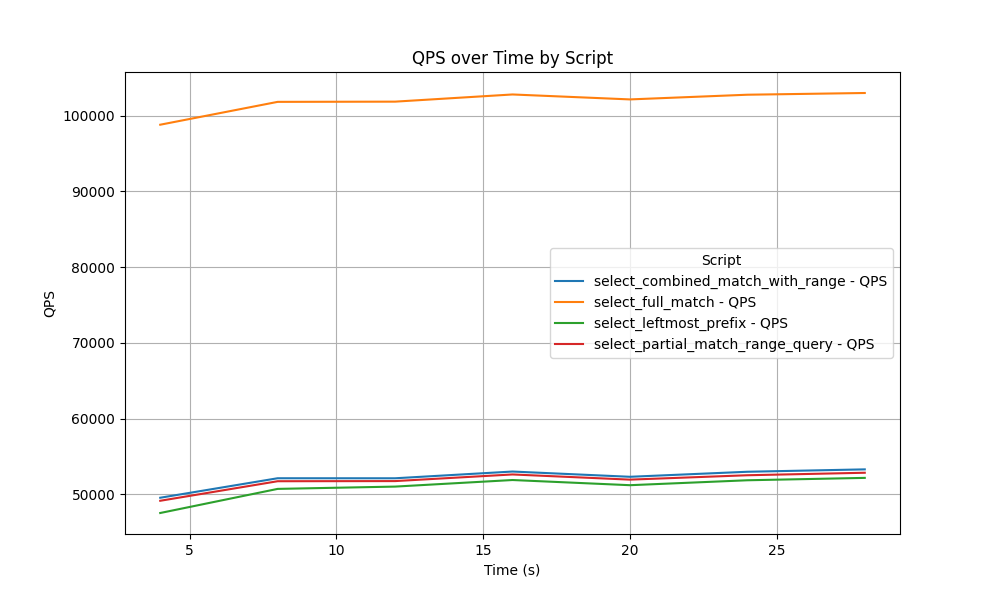 QPS over Time by Script
100000
90000
80000
70000
60000
50000
QPS
Script
select_combined_match_with_range - QPS
select_full_match - QPS
select_leftmost_prefix - QPS
select_partial_match_range_query - QPS
5 10 15 20 25
Time (s)